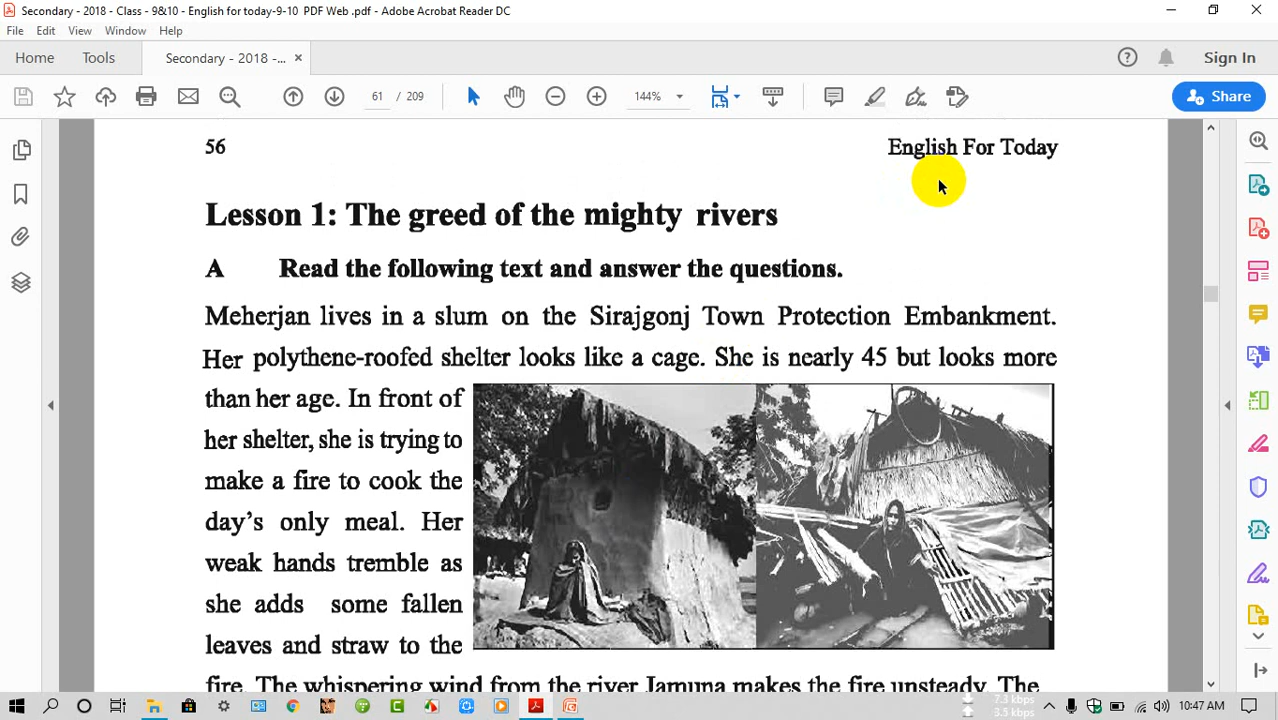 Secondary - 2018 - Class - 9&10 - English for today-9-10 PDF Web .pdf - Adobe Acrobat Reader DC
File Edit View Window Help
Home Tools Secondary - 2018 -... × Sign In
61 / 209 144% Share
56 English For Today
Lesson 1: The greed of the mighty rivers
A Read the following text and answer the questions.
Meherjan lives in a slum on the Sirajgonj Town Protection Embankment.
Her polythene-roofed shelter looks like a cage. She is nearly 45 but looks more
than her age. In front of
her shelter, she is trying to
make a fire to cook the
day's only meal. Her
weak hands tremble as
she adds some fallen
leaves and straw to the
fire. The whispering wind from the river Jamuna makes the fire unsteady. The
7.3 kbps
3.5 kbps
10:47 AM